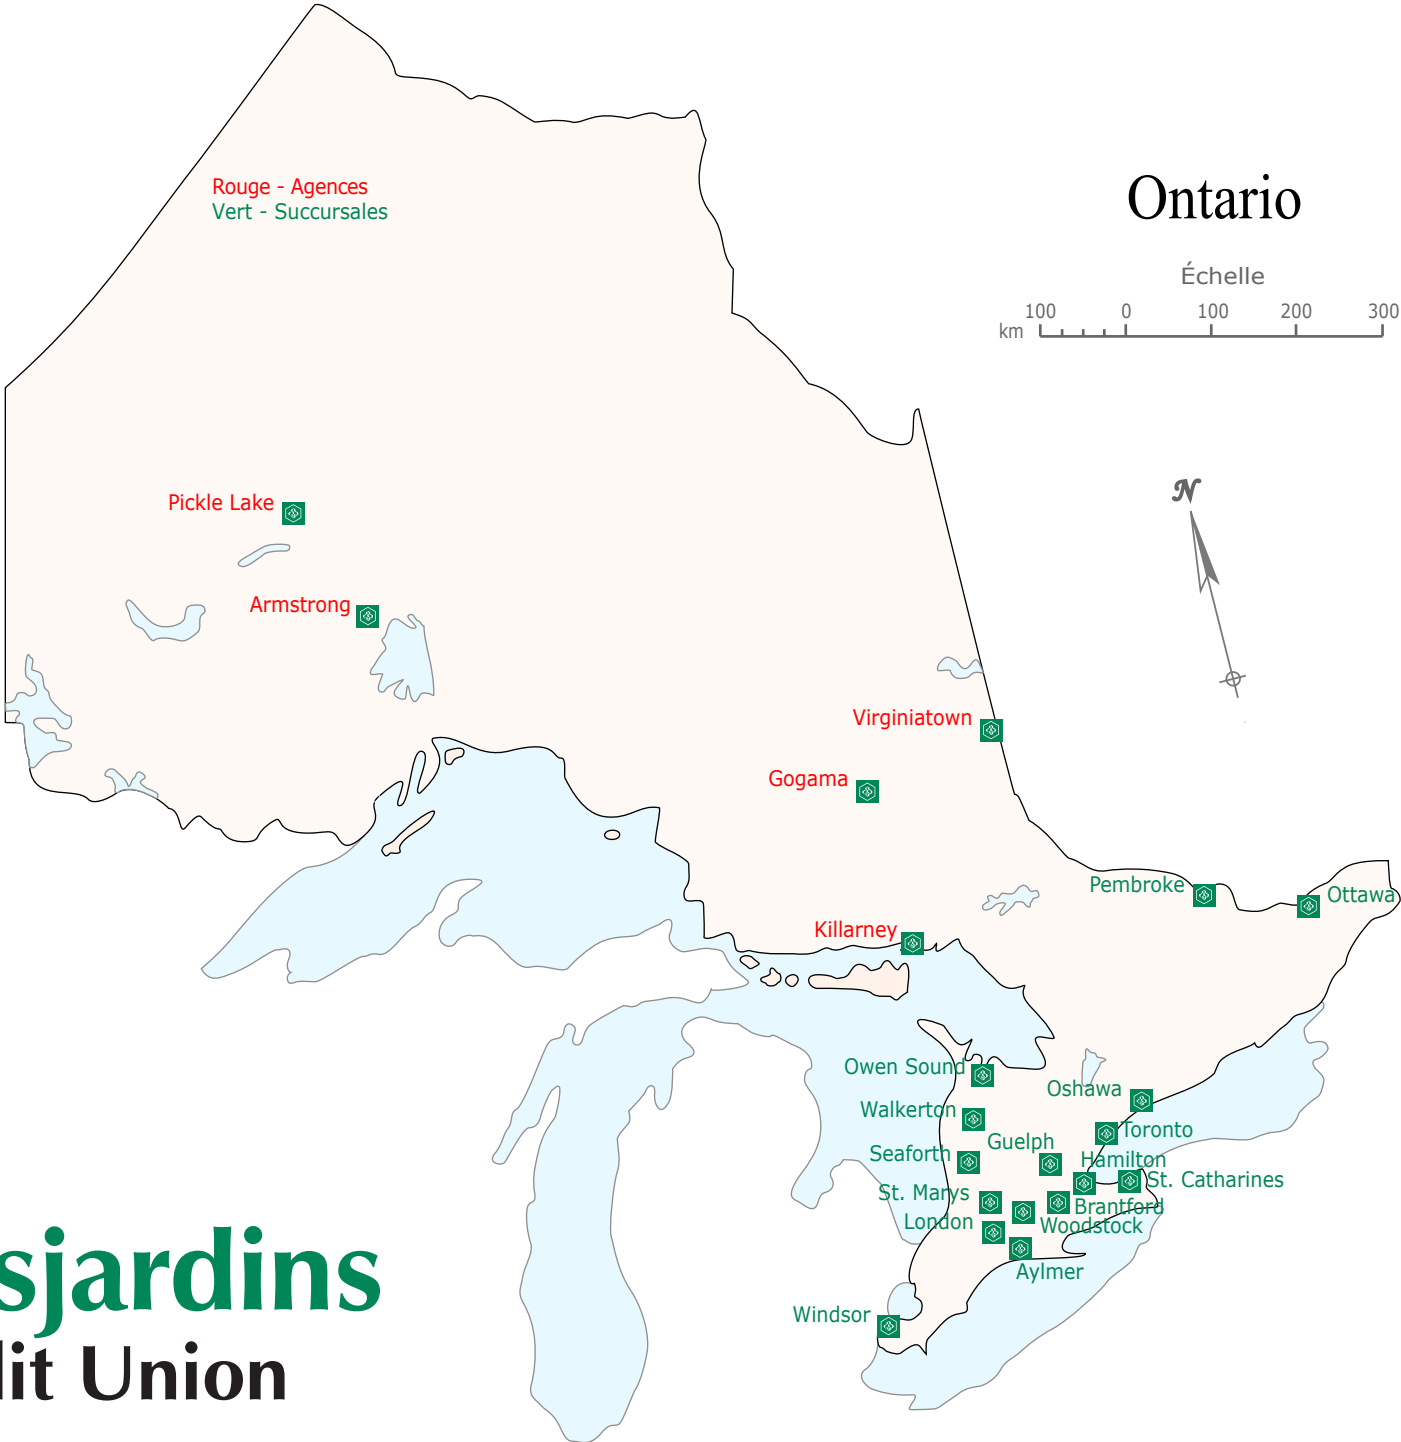 Rouge - Agences
Vert - Succursales
Ontario
Échelle
100 0 100 200 300
km
N
Pickle Lake
Armstrong
Virginiatown
Gogama
Pembroke
Ottawa
Killarney
Owen Sound
Oshawa
Walkerton
Toronto
Guelph
Seaforth
Hamilton
St. Catharines
St. Marys
Brantford
London
Woodstock
Aylmer
Windsor
sjardins
lit Union